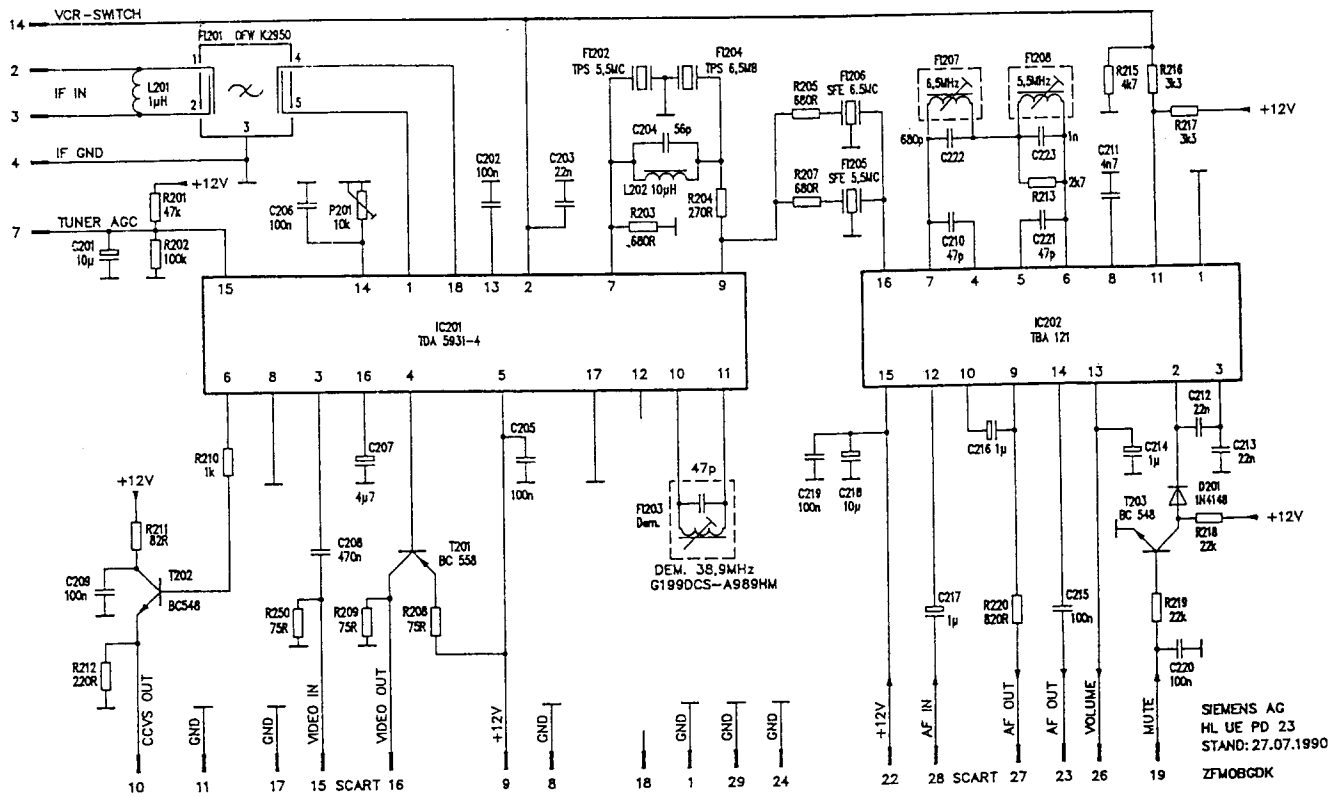 VCR-SWITCH
14
FI201 OFW K2950
2
IF IN
3
L201
1µH
11
2
4
5
3
4
IF GND
+12V
R201
47k
7
TUNER AGC
C201
10µ
R202
100k
C206
100n
P201
10k
C202
100n
C203
22n
FI202
TPS 5,5MC
FI204
TPS 6,5MB
C204
56p
L202 10µH
R203
680R
R204
270R
R205
680R
FI206
SFE 6.5MC
R207
680R
FI205
SFE 5,5MC
FI207
6,5MHz
FI208
5,5MHz
680p
C222
C223
1n
R213
2k7
C210
47p
C221
47p
C211
4n7
R215
4k7
R216
3k3
R217
3k3
+12V
15
14
1
18
13
2
7
9
IC201
TDA 5931-4
6
8
3
16
4
5
17
12
10
11
16
7
4
5
6
8
11
1
IC202
TBA 121
15
12
10
9
14
13
2
3
R210
1k
+12V
R211
82R
C209
100n
T202
BC548
R212
220R
C207
4µ7
C208
470n
R250
75R
R209
75R
T201
BC 558
R208
75R
C205
100n
47p
FI203
Dem.
DEM. 38,9MHz
G199DCS-A989HM
C219
100n
C218
10µ
C216 1µ
C217
1µ
R220
820R
C215
100n
C214
1µ
C212
22n
C213
22n
D201
1N4148
T203
BC 548
R218
22k
+12V
R219
22k
C220
100n
CCVS OUT
GND
GND
VIDEO IN
VIDEO OUT
+12V
GND
GND
GND
GND
+12V
AF IN
AF OUT
AF OUT
VOLUME
MUTE
10
11
17
15 SCART 16
9
8
18
1
29
24
22
28 SCART 27
23
26
19
SIEMENS AG
HL UE PD 23
STAND: 27.07.1990
ZFMOBGDK